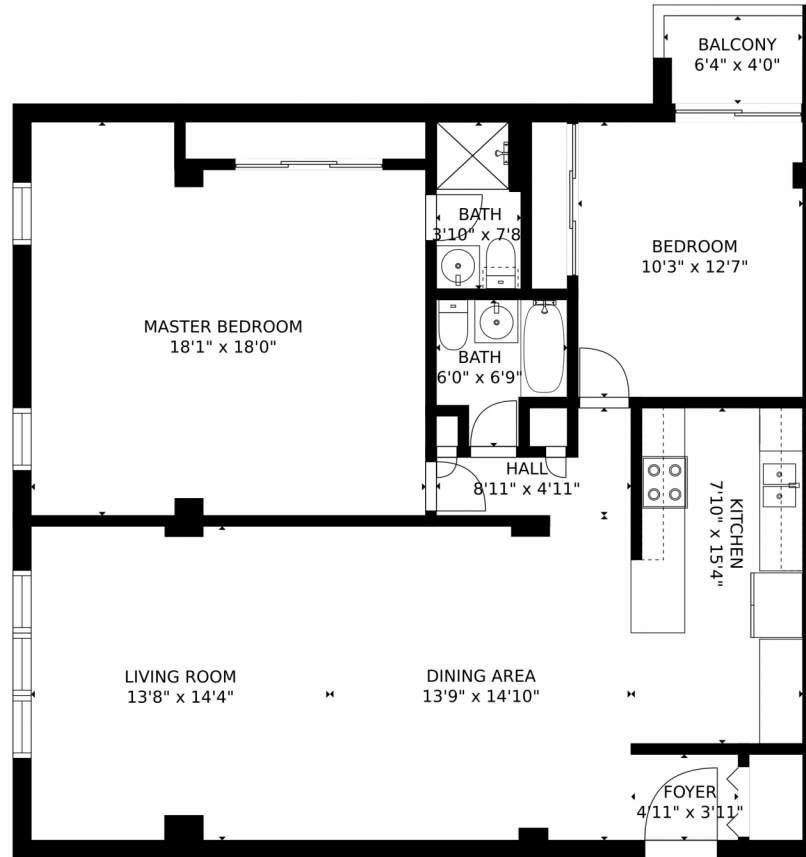 BALCONY
6'4" x 4'0"
BATH
3'10" x 7'8
BEDROOM
10'3" x 12'7"
MASTER BEDROOM
18'1" x 18'0"
BATH
6'0" x 6'9"
HALL
8'11" x 4'11"
KITCHEN
7'10" x 15'4"
LIVING ROOM
13'8" x 14'4"
DINING AREA
13'9" x 14'10"
FOYER
4'11" x 3'11"